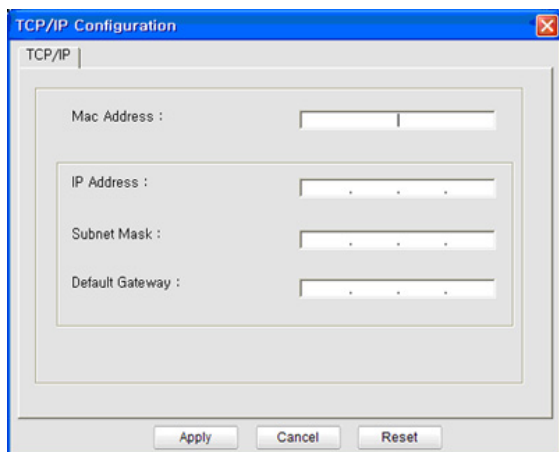 TCP/IP Configuration
TCP/IP
Mac Address :
IP Address :
. . .
Subnet Mask :
. . .
Default Gateway :
. . .
Apply Cancel Reset